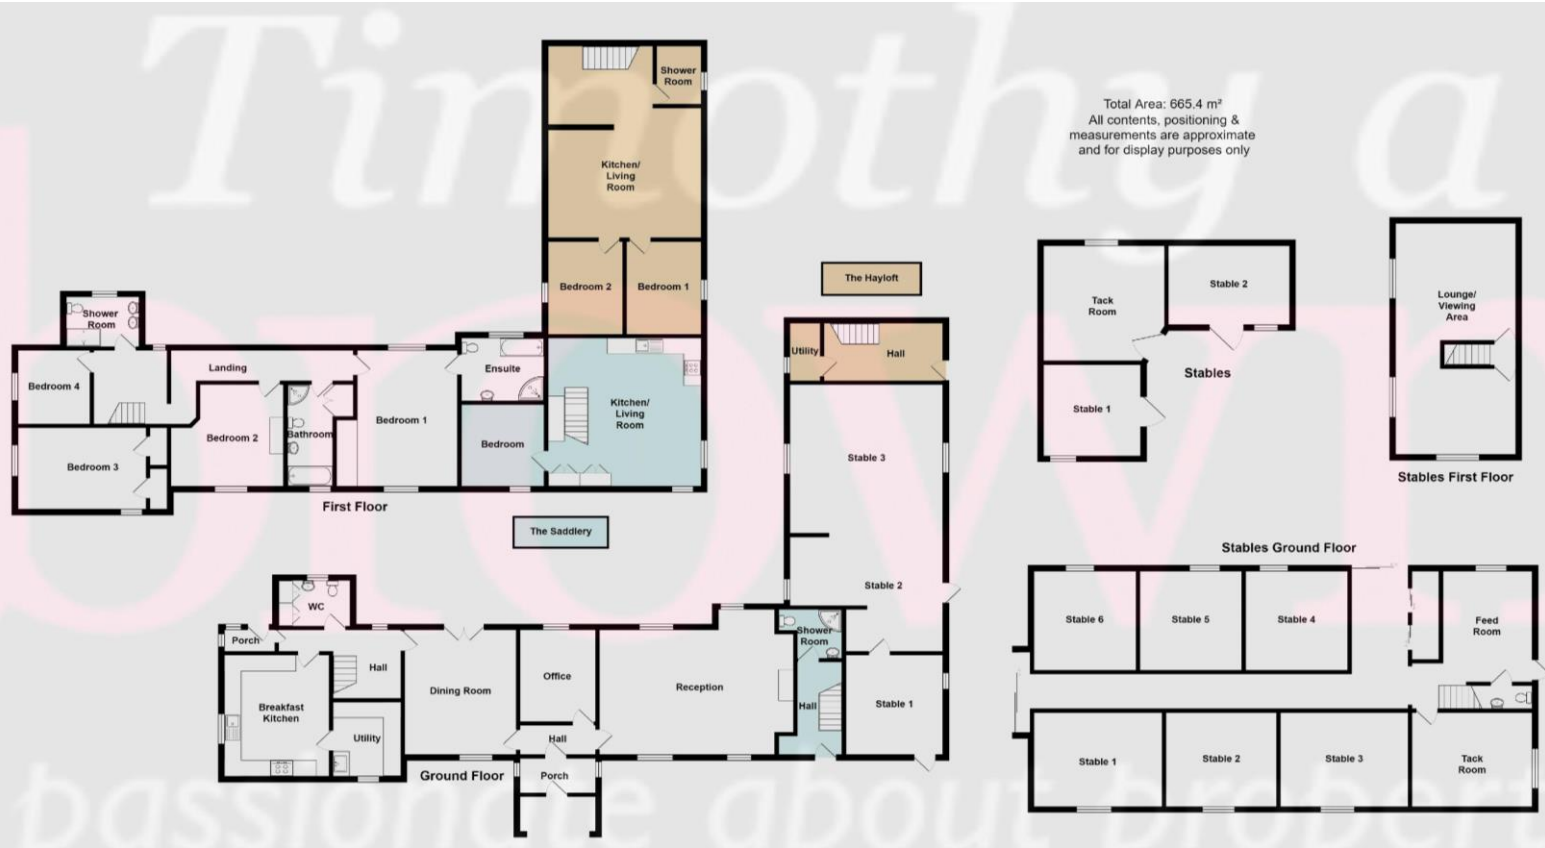 Timothy a
brown
passionate about propert
Total Area: 665.4 m²
All contents, positioning &
measurements are approximate
and for display purposes only
Shower
Room
Kitchen/
Living
Room
Bedroom 2
Bedroom 1
The Hayloft
Shower
Room
Bedroom 4
Landing
Bedroom 3
Bedroom 2
Bathroom
Bedroom 1
Ensuite
Bedroom
Kitchen/
Living
Room
First Floor
The Saddlery
Utility
Hall
Stable 3
Stable 2
Shower
Room
Hall
Stable 1
WC
Porch
Hall
Breakfast
Kitchen
Utility
Dining Room
Office
Hall
Porch
Reception
Ground Floor
Tack
Room
Stable 2
Stable 1
Stables
Lounge/
Viewing
Area
Stables First Floor
Stables Ground Floor
Stable 6
Stable 5
Stable 4
Feed
Room
Stable 1
Stable 2
Stable 3
Tack
Room